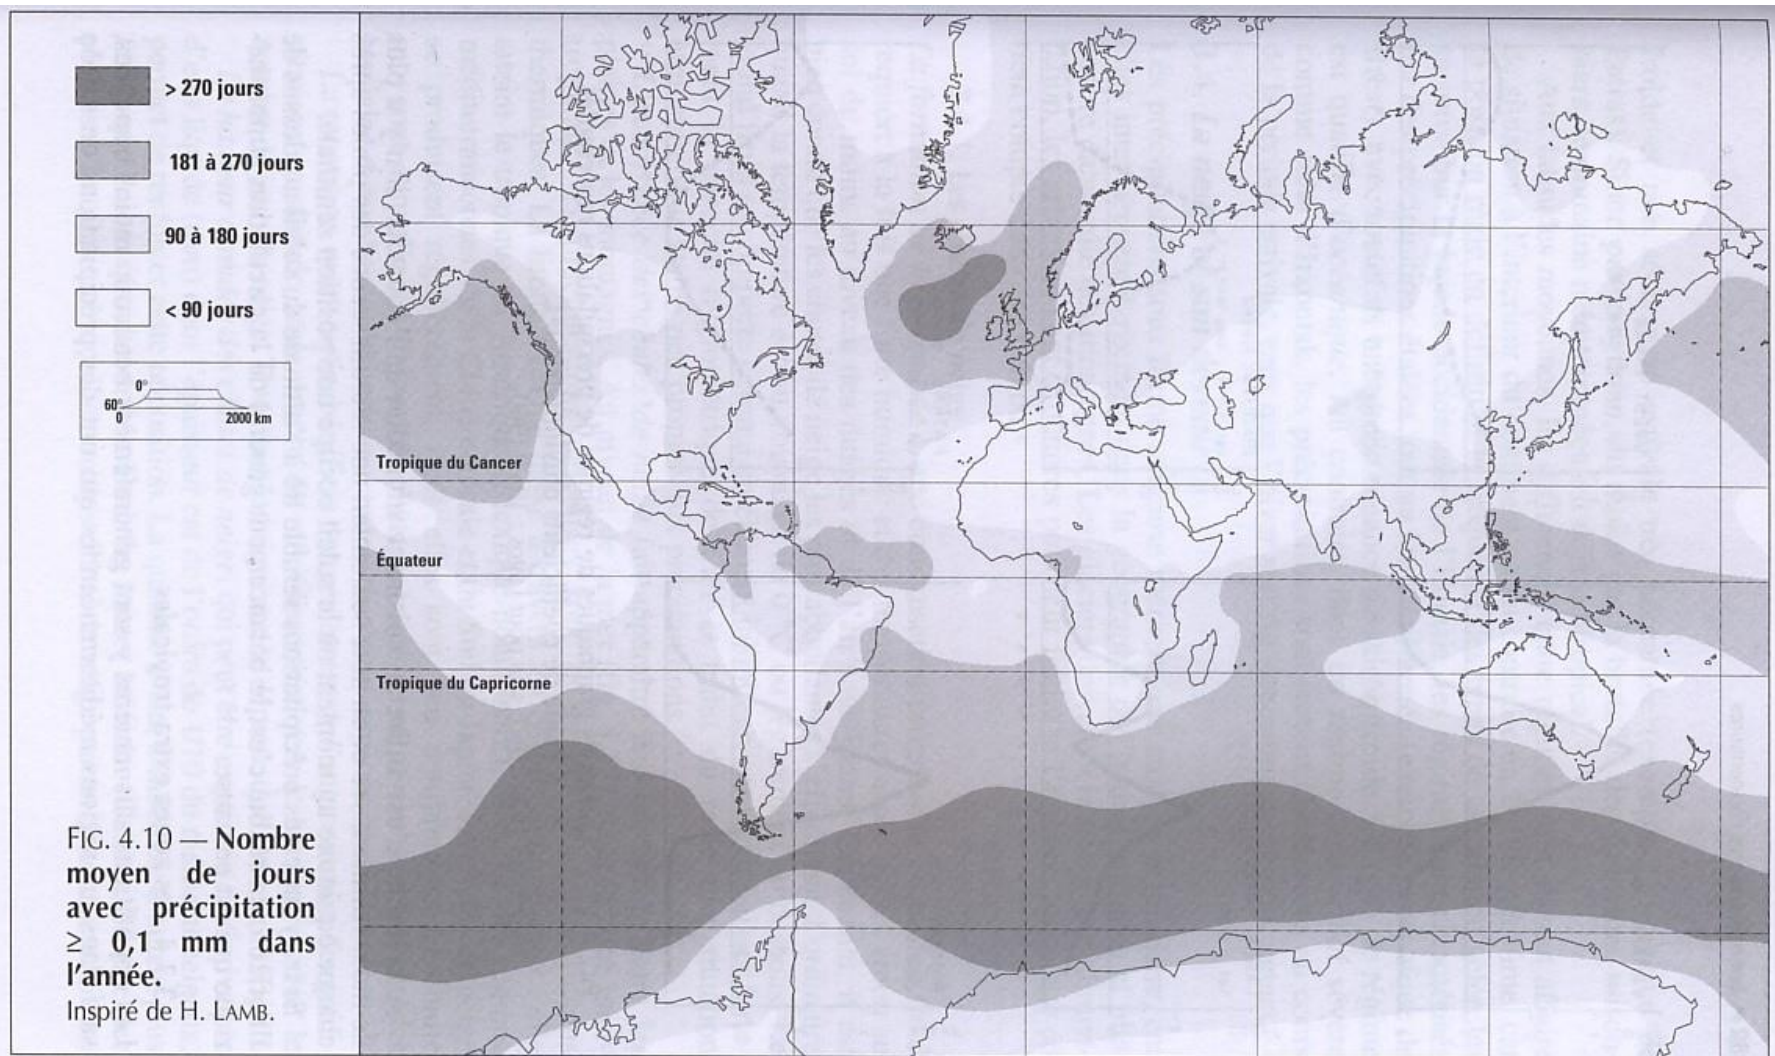 > 270 jours
181 à 270 jours
90 à 180 jours
< 90 jours
0°
60°
0
2000 km
Tropique du Cancer
Équateur
Tropique du Capricorne
FIG. 4.10 — Nombre
moyen de jours
avec précipitation
≥ 0,1 mm dans
l'année.
Inspiré de H. LAMB.